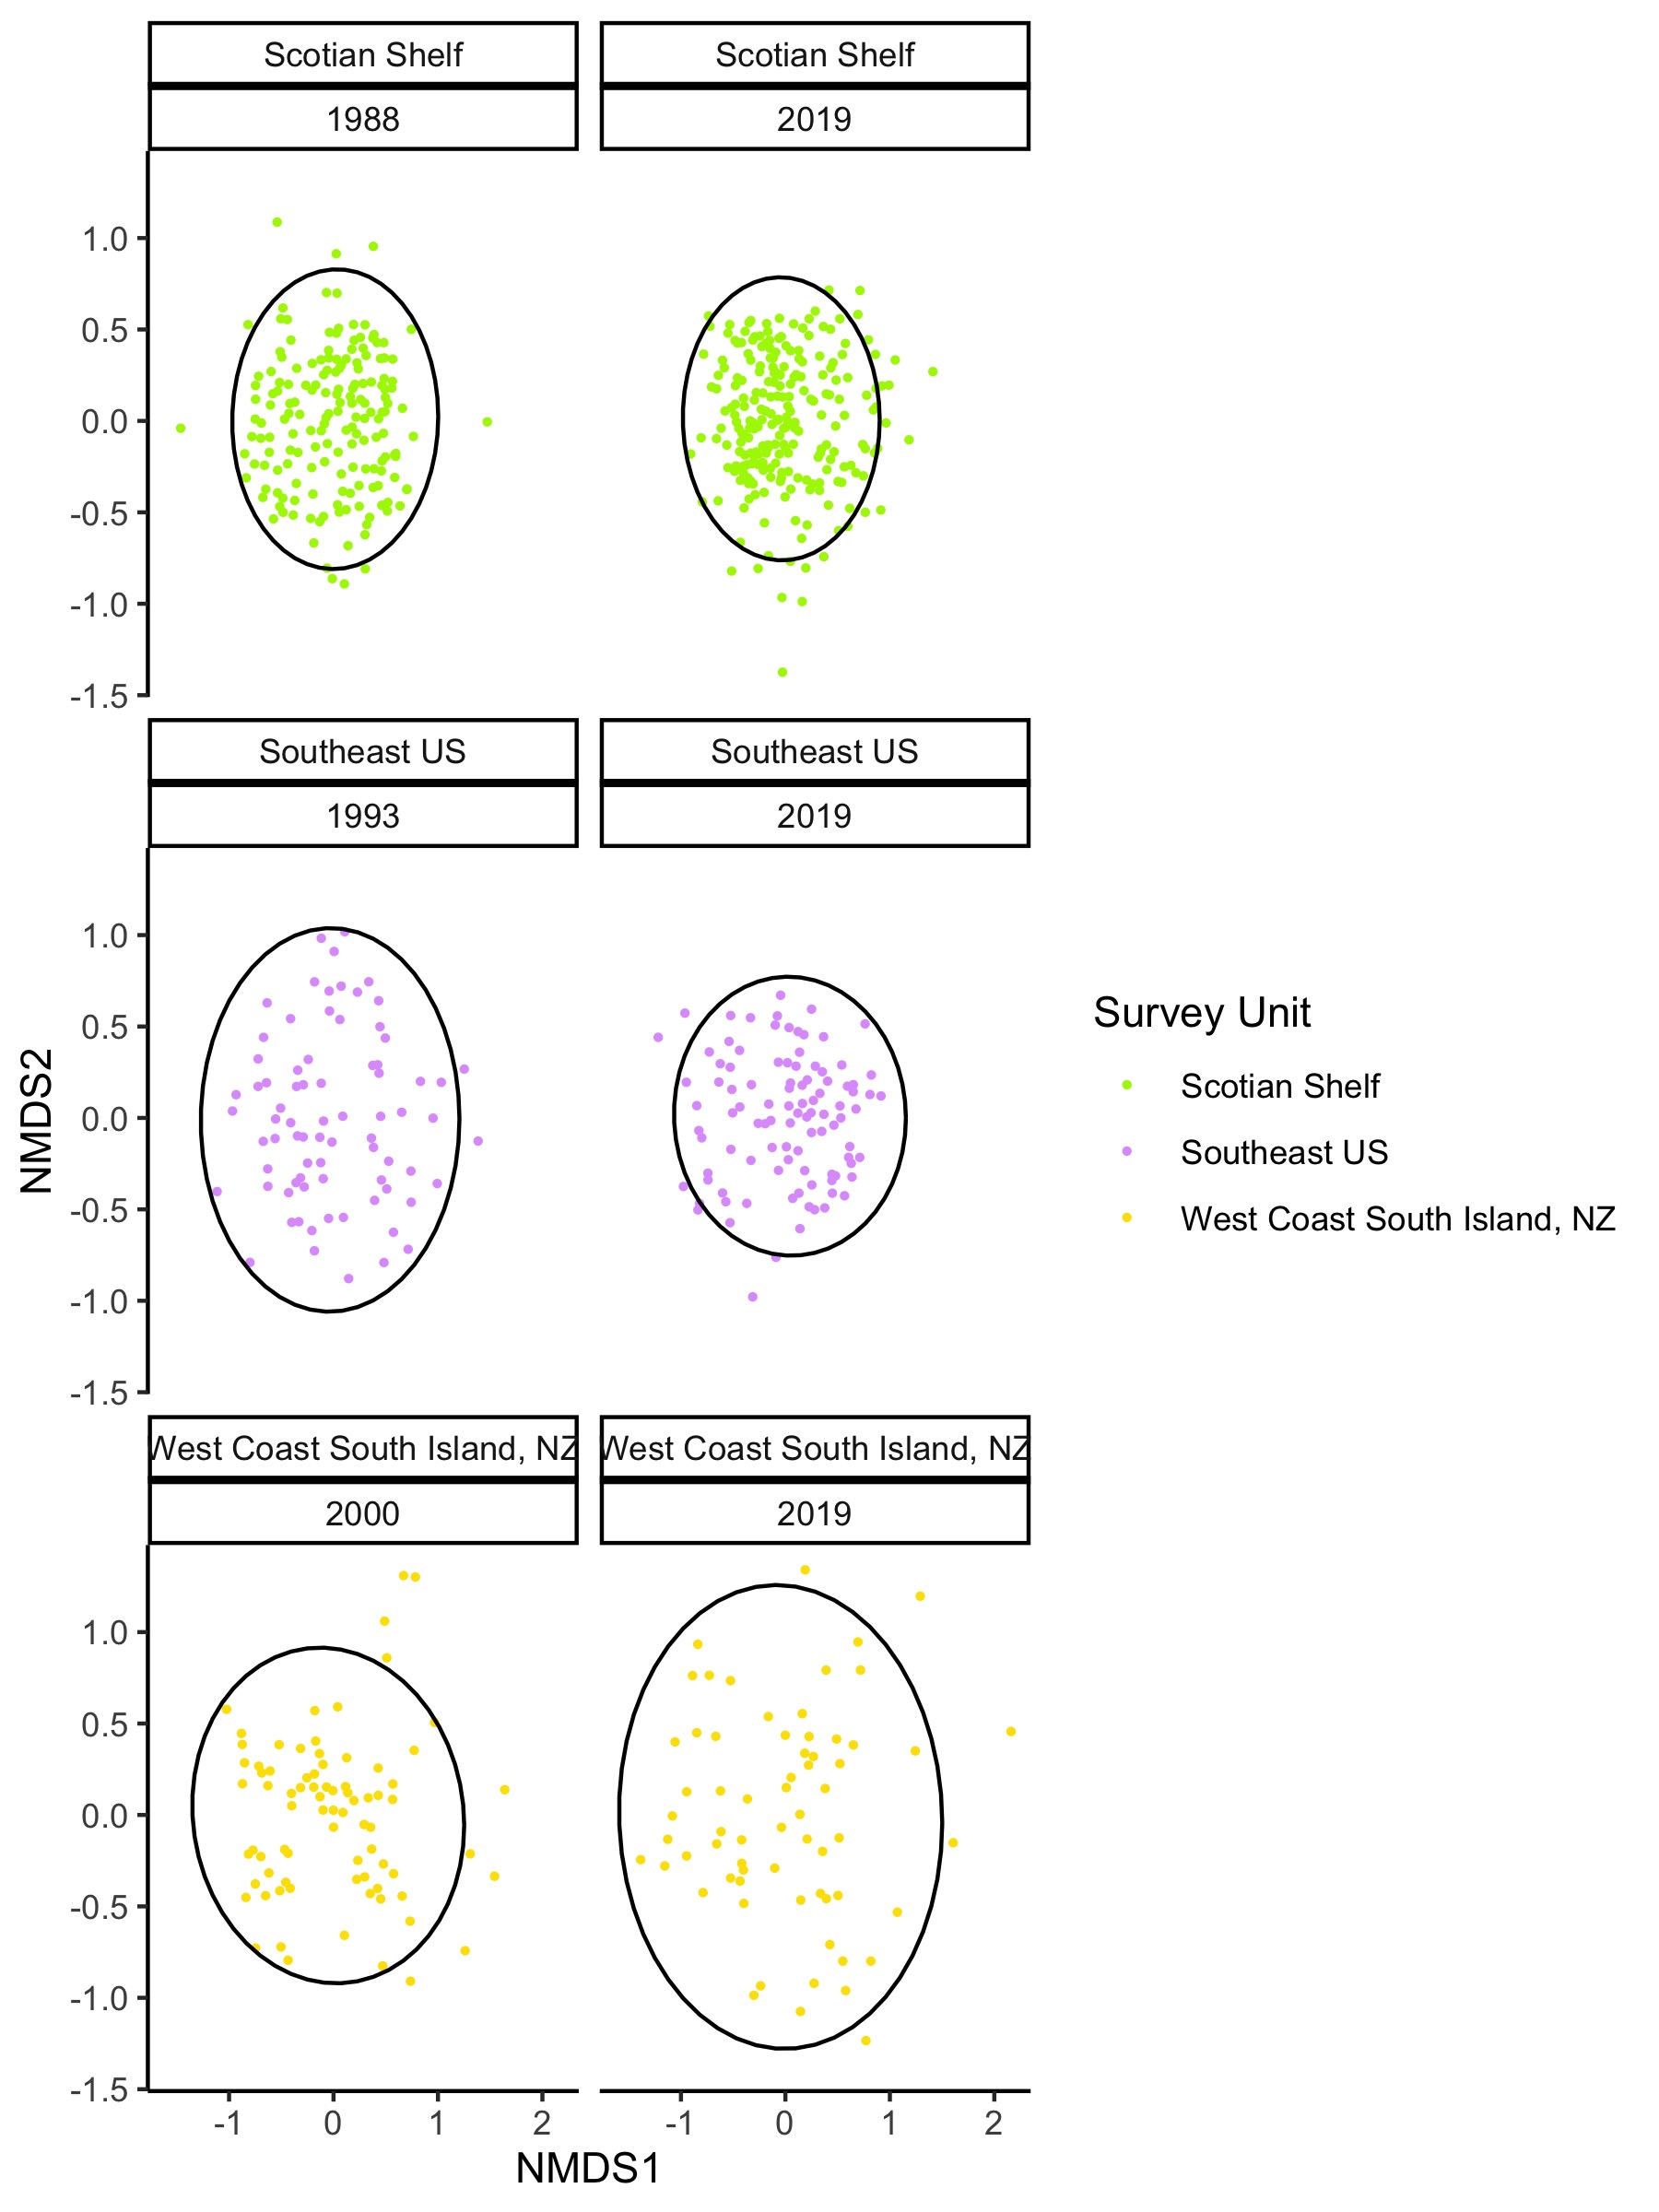 Scotian Shelf Scotian Shelf
1988 2019
1.0
0.5
0.0
-0.5
-1.0
-1.5
Southeast US Southeast US
1993 2019
1.0
0.5
0.0
-0.5
-1.0
-1.5
NMDS2
Survey Unit
Scotian Shelf
Southeast US
West Coast South Island, NZ
West Coast South Island, NZ West Coast South Island, NZ
2000 2019
1.0
0.5
0.0
-0.5
-1.0
-1.5
-1 0 1 2 -1 0 1 2
NMDS1